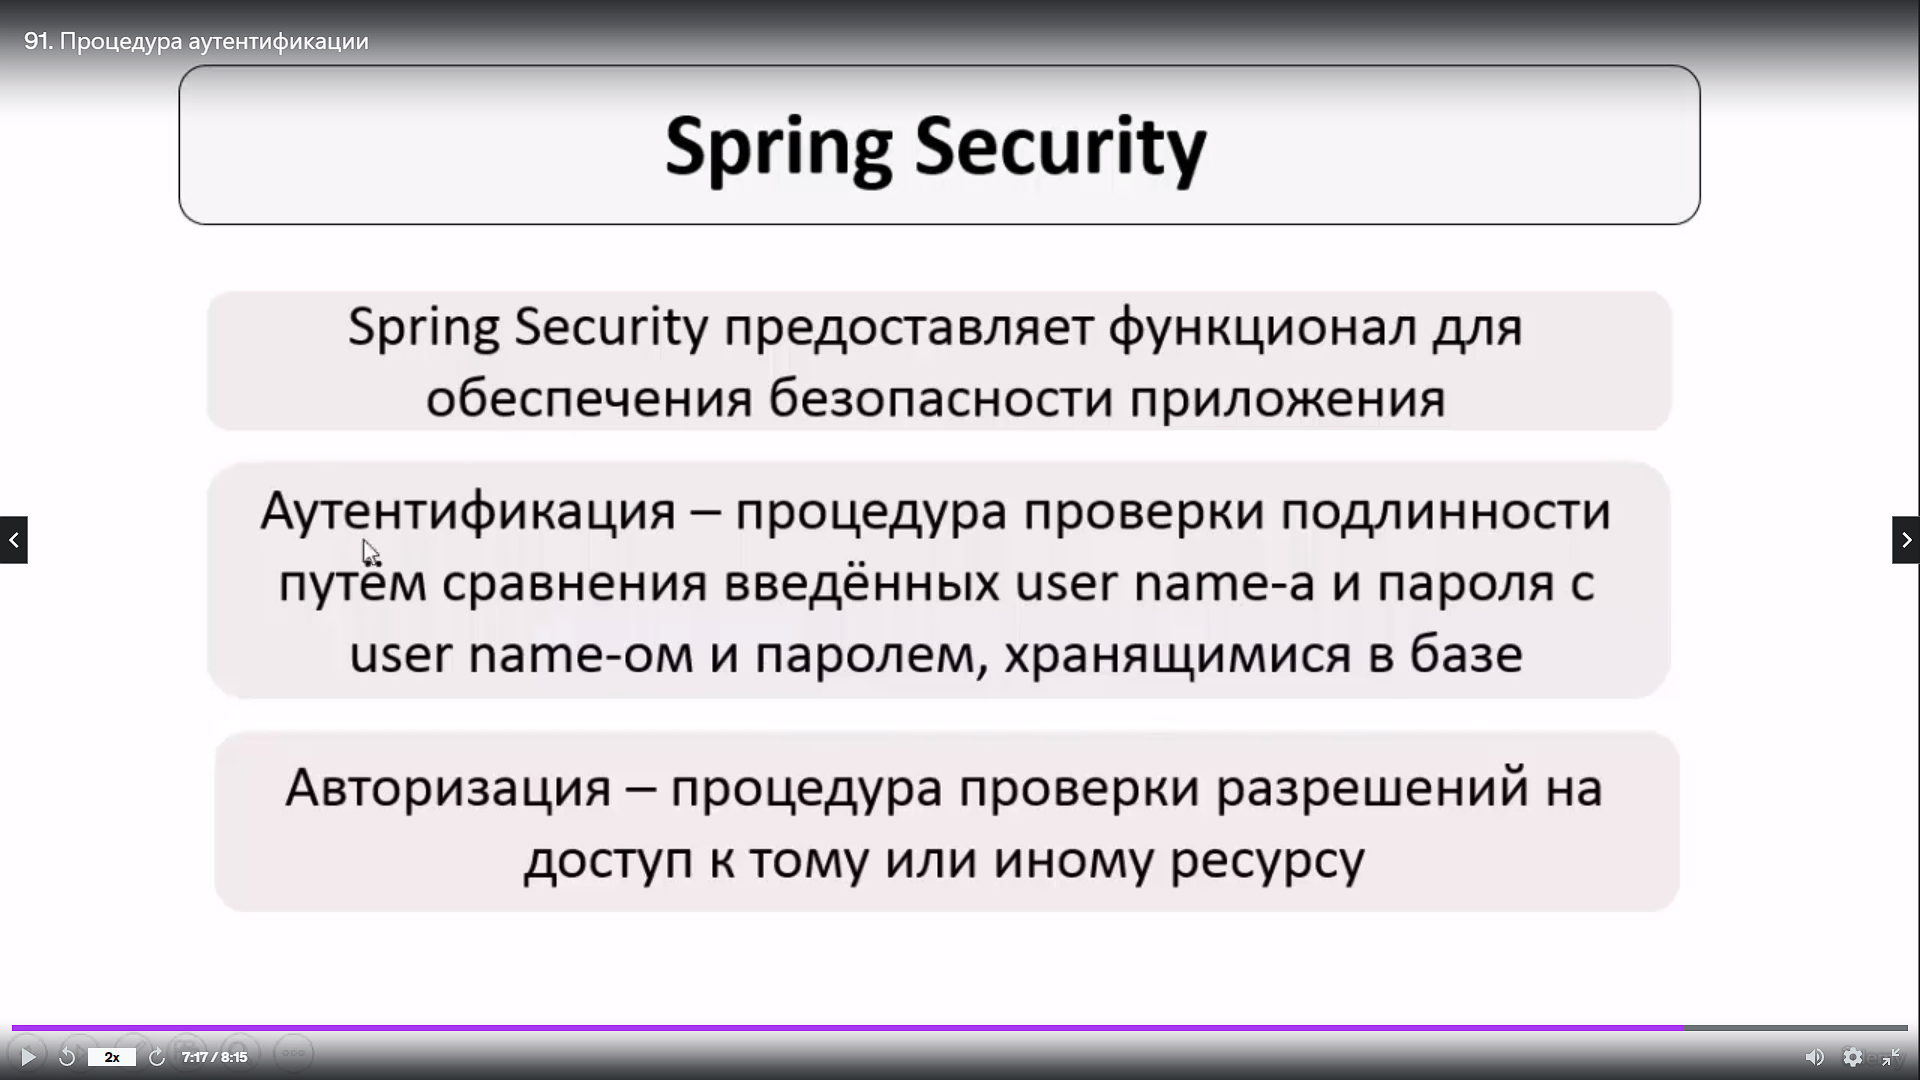 91. Процедура аутентификации
Spring Security
Spring Security предоставляет функционал для
обеспечения безопасности приложения
Аутентификация – процедура проверки подлинности
путём сравнения введённых user name-а и пароля с
user name-ом и паролем, хранящимися в базе
Авторизация – процедура проверки разрешений на
доступ к тому или иному ресурсу
2x
7:17 / 8:15